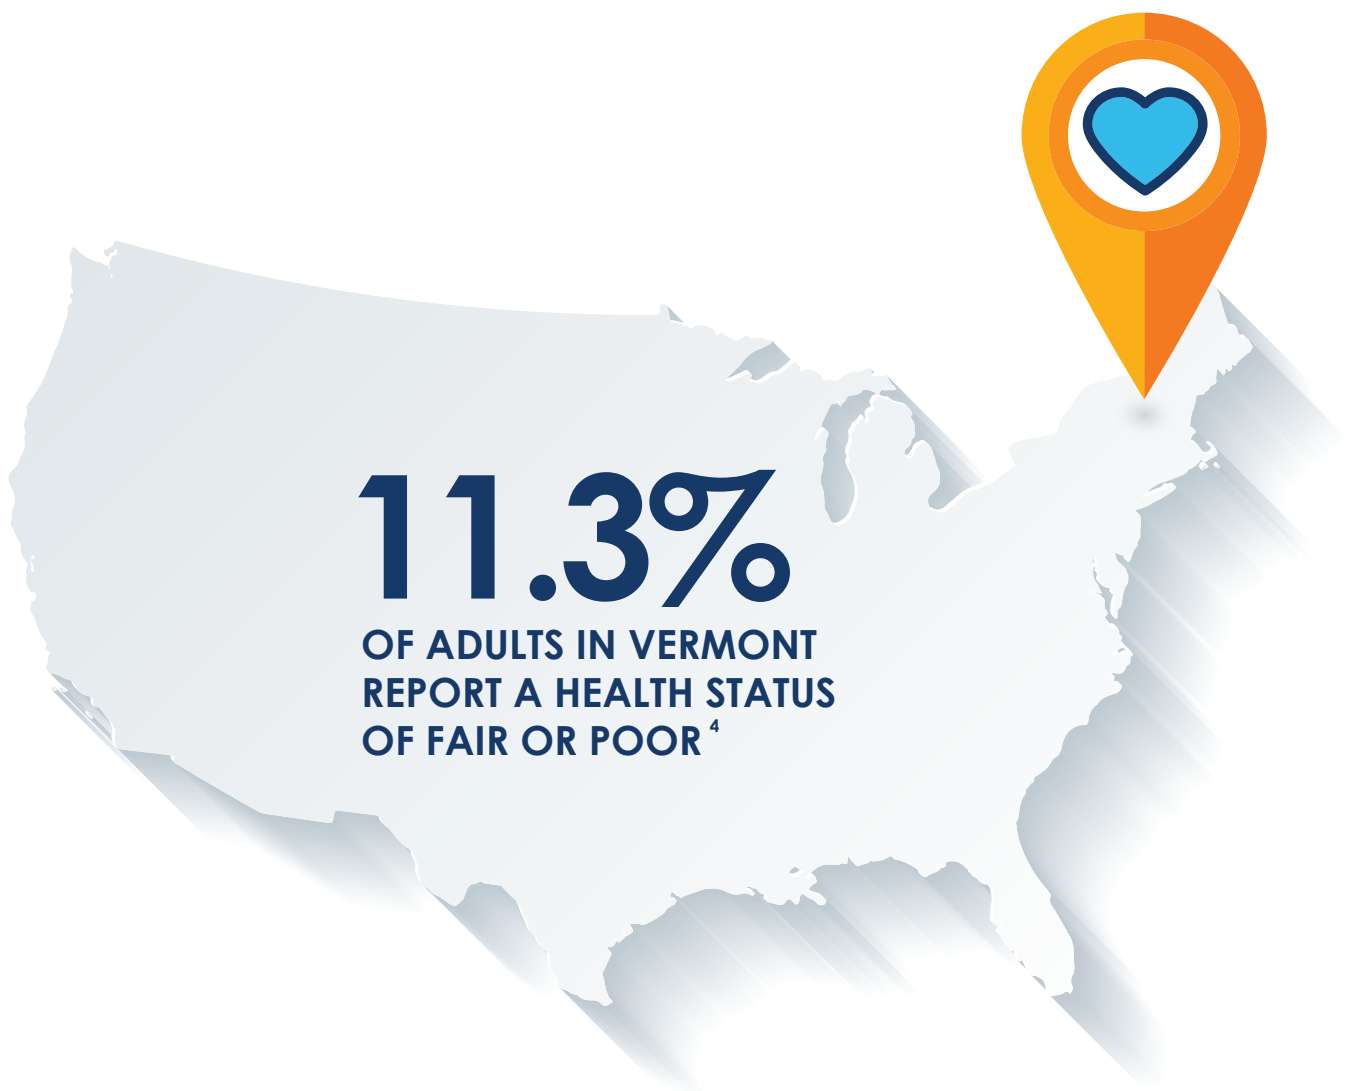 11.3%
OF ADULTS IN VERMONT
REPORT A HEALTH STATUS
OF FAIR OR POOR 4